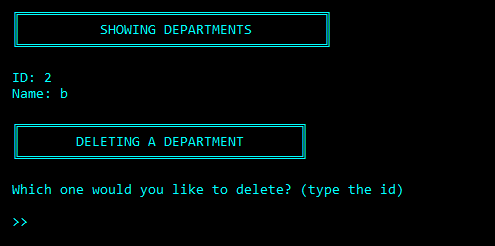 SHOWING DEPARTMENTS
ID: 2
Name: b
DELETING A DEPARTMENT
Which one would you like to delete? (type the id)
>>